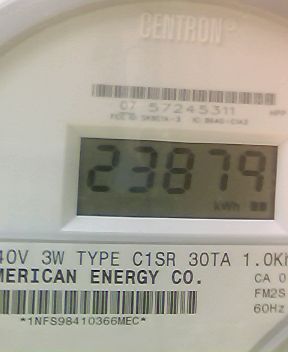 CENTRON®
07 57245311
23879
kWh
40V 3W TYPE C1SR 30TA 1.0Kh
MERICAN ENERGY CO.
CA 0
FM2S
60Hz
*1NFS98410366MEC*